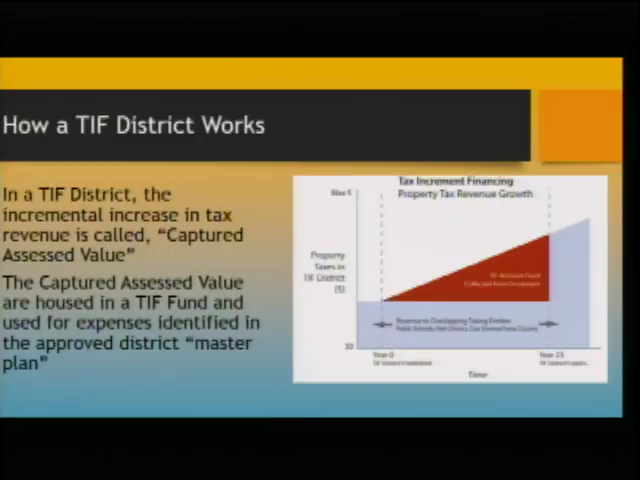 How a TIF District Works
In a TIF District, the
incremental increase in tax
revenue is called, “Captured
Assessed Value”
The Captured Assessed Value
are housed in a TIF Fund and
used for expenses identified in
the approved district “master
plan”
Tax Increment Financing
Property Tax Revenue Growth
Property
Taxes in
TIF District
($)
$0
Year 0
Year 25
Time